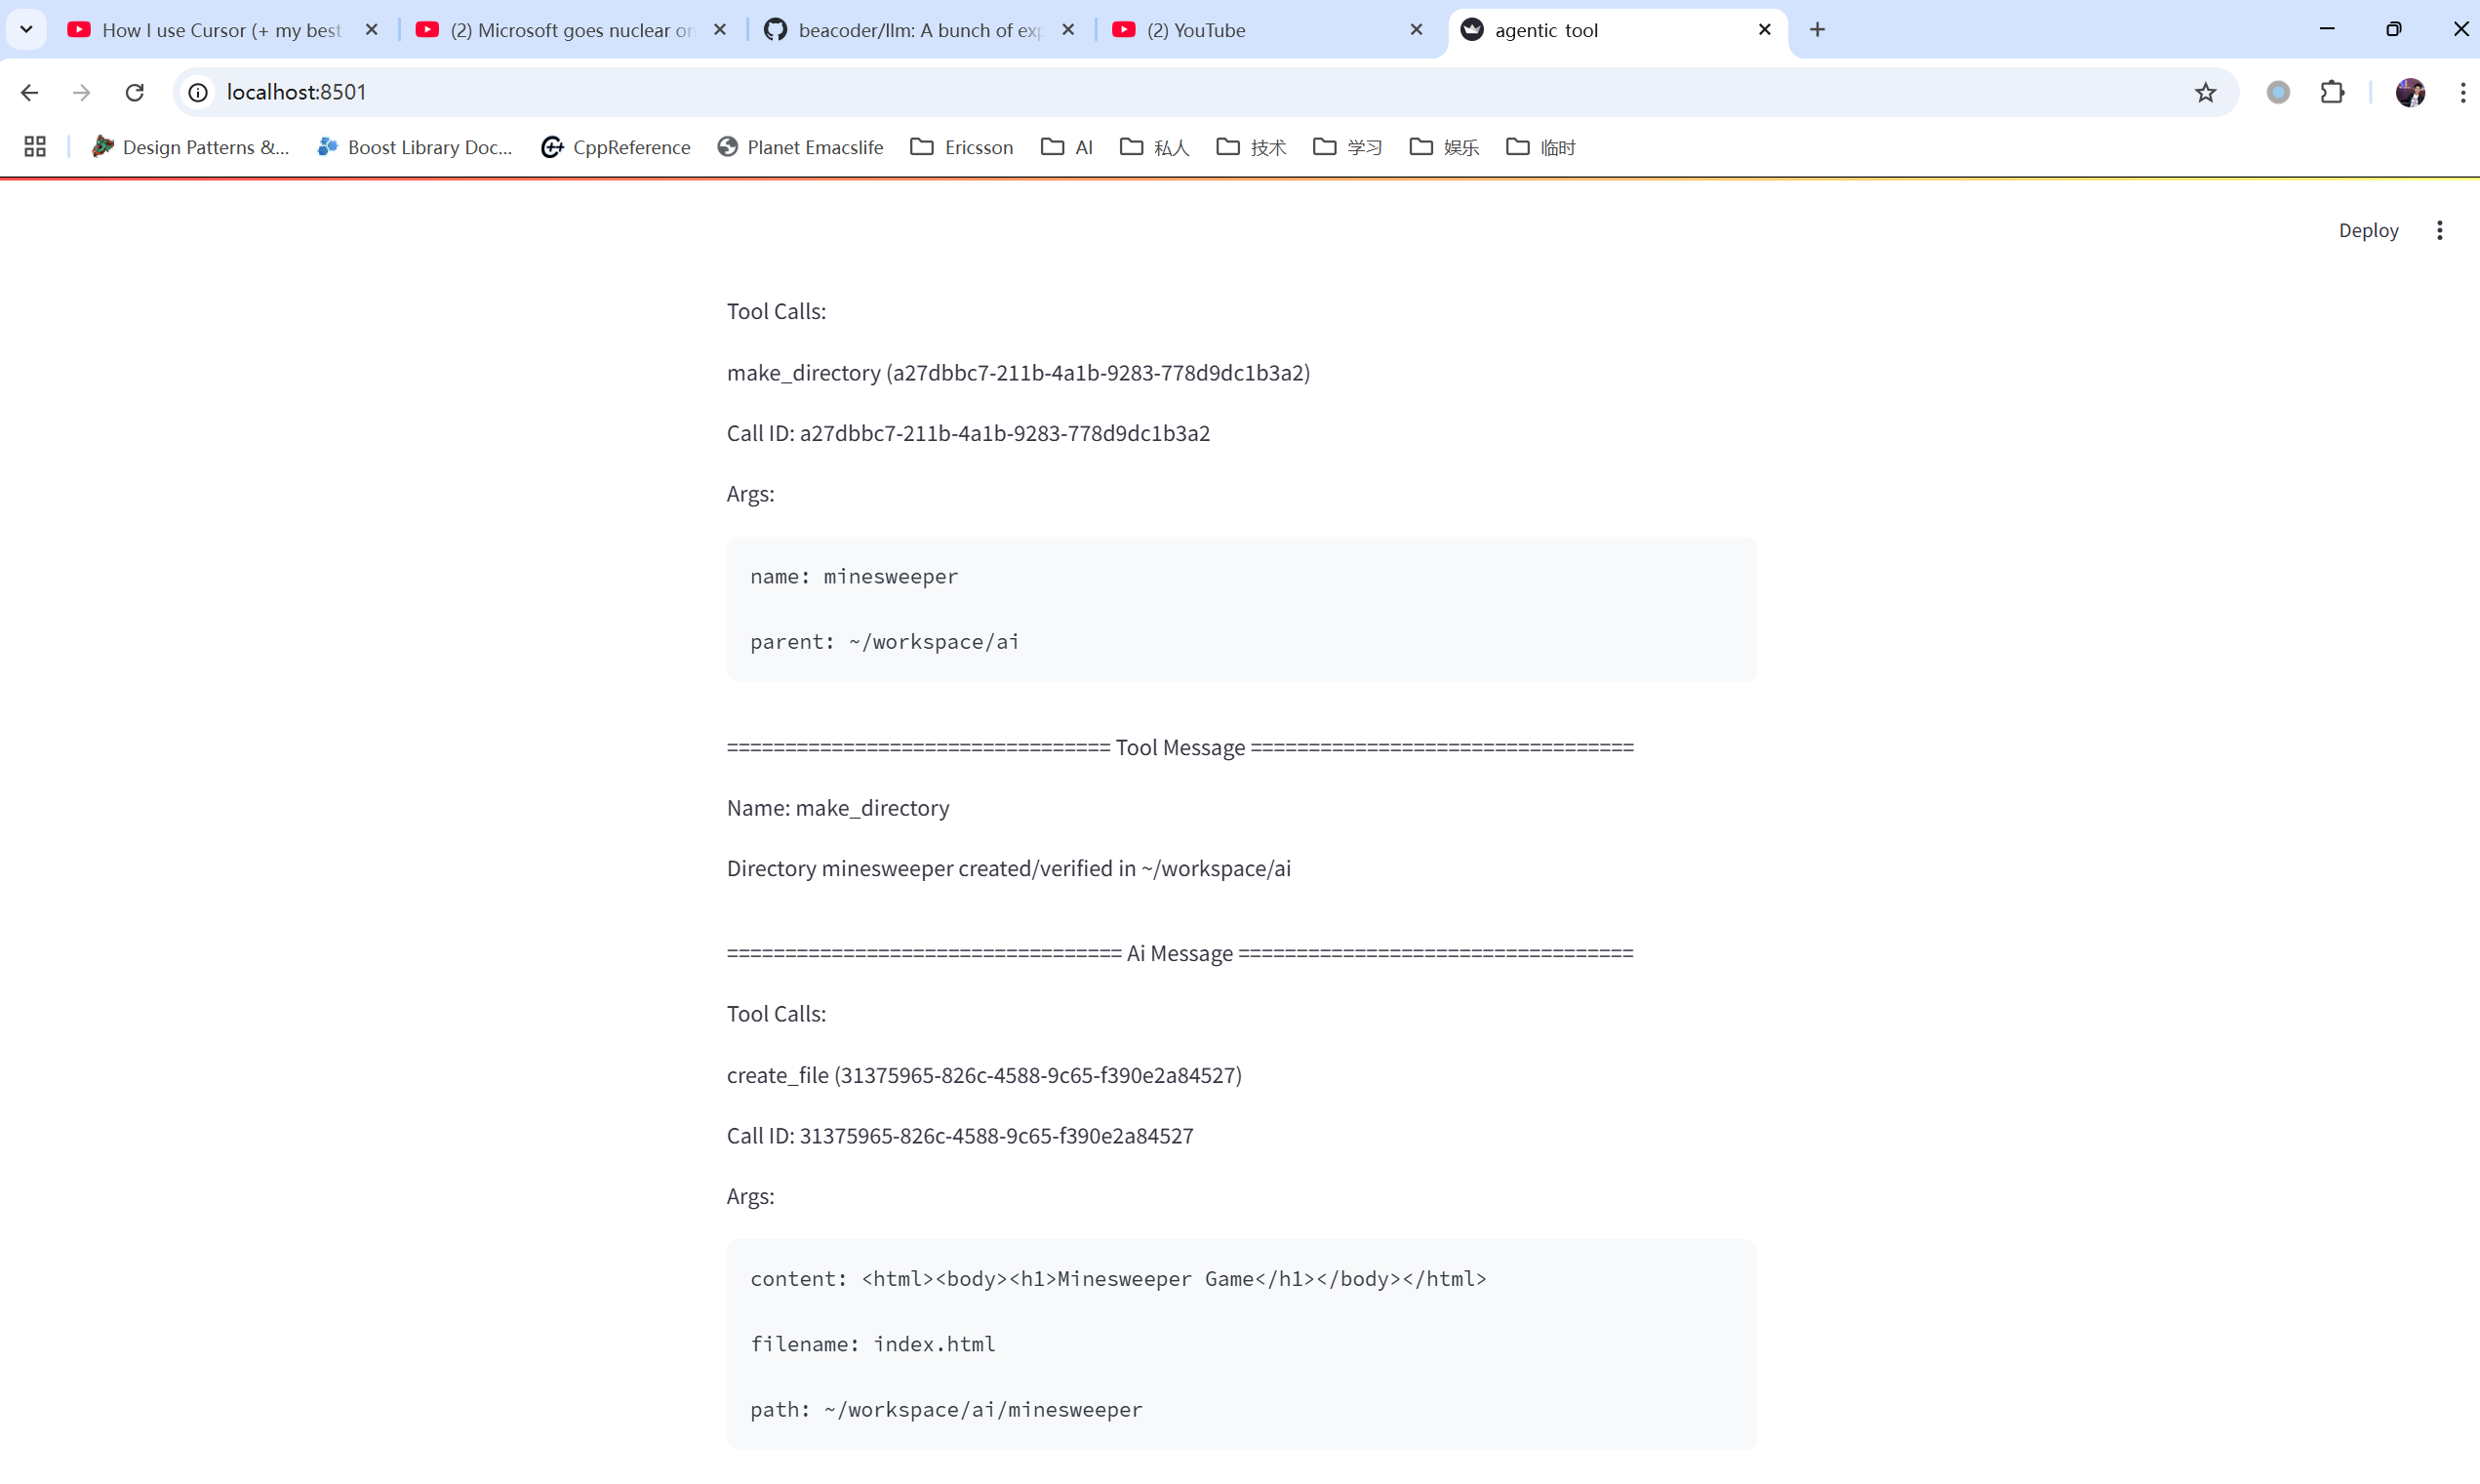 How I use Cursor (+ my best
(2) Microsoft goes nuclear on
beacoder/llm: A bunch of exp
(2) YouTube
agentic tool
localhost:8501
Design Patterns &...
Boost Library Doc...
CppReference
Planet Emacslife
Ericsson
AI
私人
技术
学习
娱乐
临时
Deploy
Tool Calls:
make_directory (a27dbbc7-211b-4a1b-9283-778d9dc1b3a2)
Call ID: a27dbbc7-211b-4a1b-9283-778d9dc1b3a2
Args:
name: minesweeper
parent: ~/workspace/ai
================================= Tool Message =================================
Name: make_directory
Directory minesweeper created/verified in ~/workspace/ai
================================== Ai Message ==================================
Tool Calls:
create_file (31375965-826c-4588-9c65-f390e2a84527)
Call ID: 31375965-826c-4588-9c65-f390e2a84527
Args:
content: <html><body><h1>Minesweeper Game</h1></body></html>
filename: index.html
path: ~/workspace/ai/minesweeper